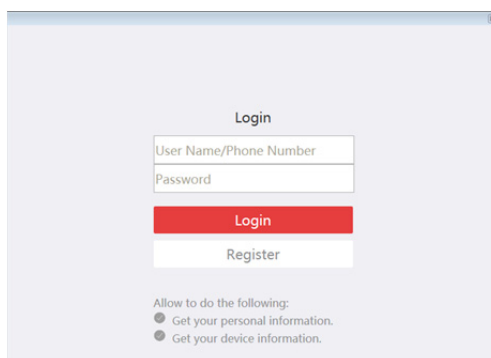 Login
User Name/Phone Number
Password
Login
Register
Allow to do the following:
Get your personal information.
Get your device information.